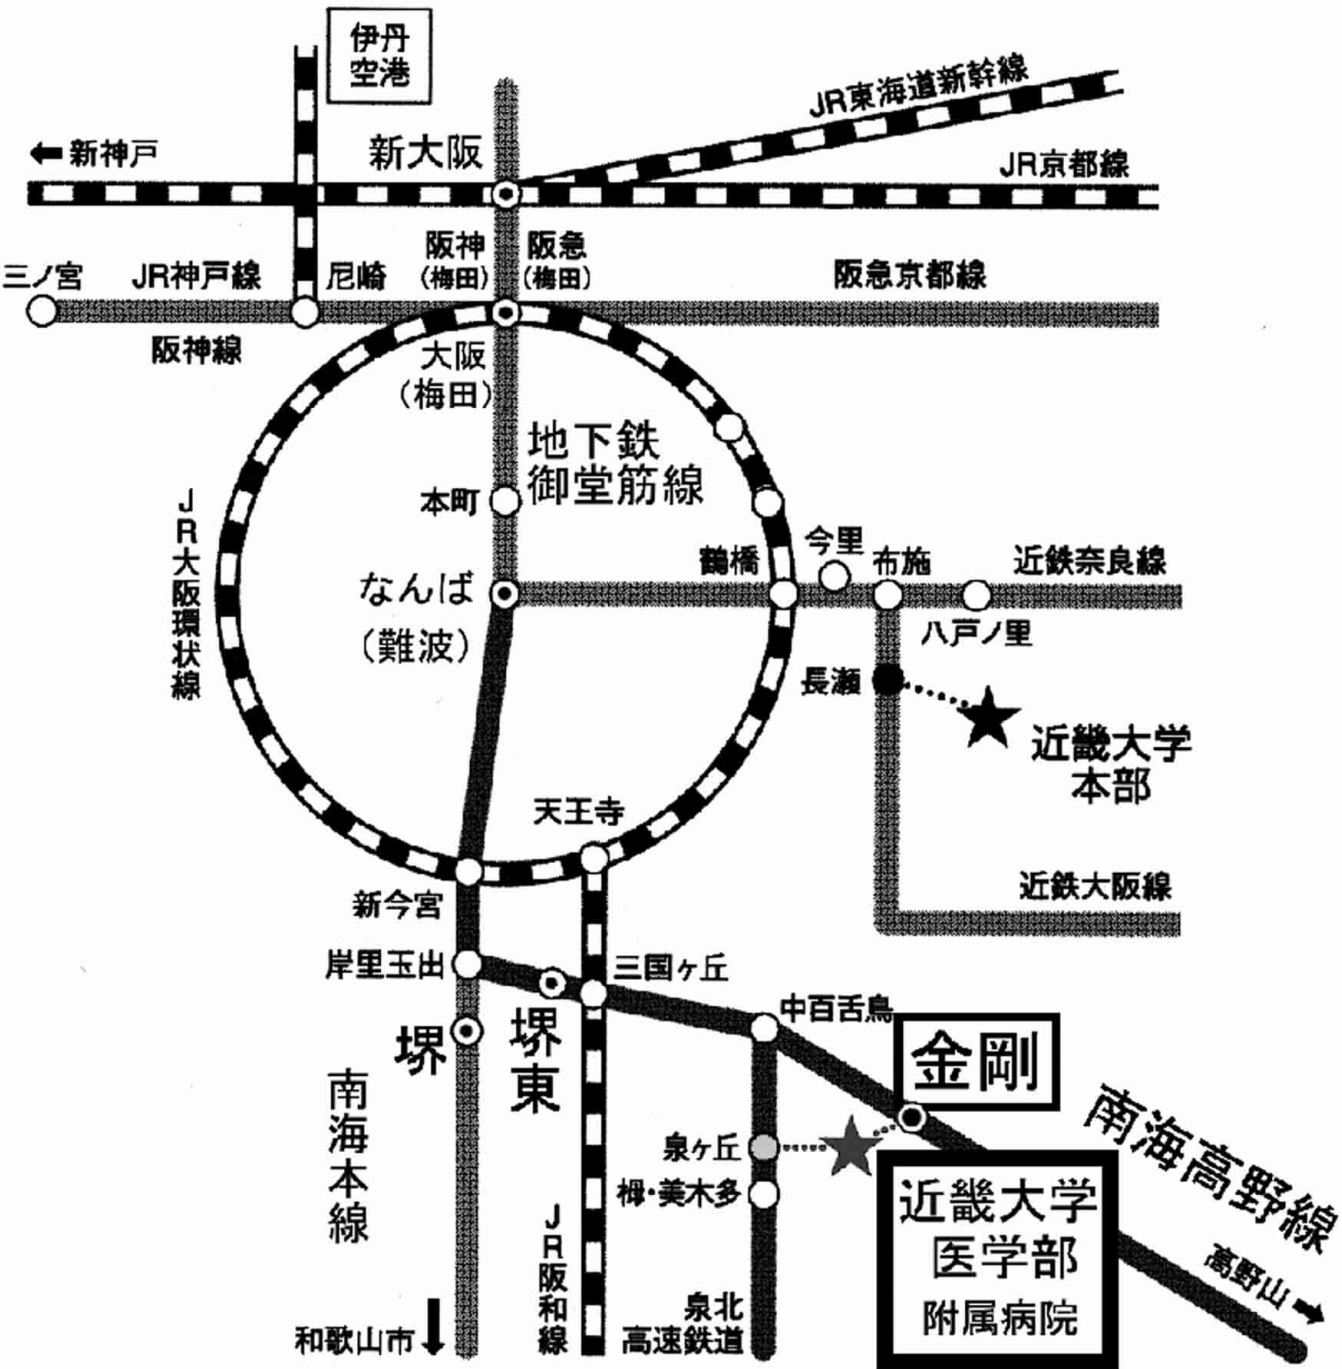 伊丹
空港
JR東海道新幹線
新神戸
新大阪
JR京都線
阪神
(梅田)
阪急
(梅田)
三ノ宮
JR神戸線
尼崎
阪急京都線
阪神線
大阪
(梅田)
地下鉄
御堂筋線
本町
JR大阪環状線
鶴橋
今里
布施
近鉄奈良線
なんば
(難波)
八戸ノ里
長瀬
近畿大学
本部
天王寺
近鉄大阪線
新今宮
岸里玉出
三国ヶ丘
中百舌鳥
堺
堺東
金剛
南海本線
南海高野線
泉ヶ丘
栂・美木多
近畿大学
医学部
附属病院
JR阪和線
高野山
泉北
高速鉄道
和歌山市